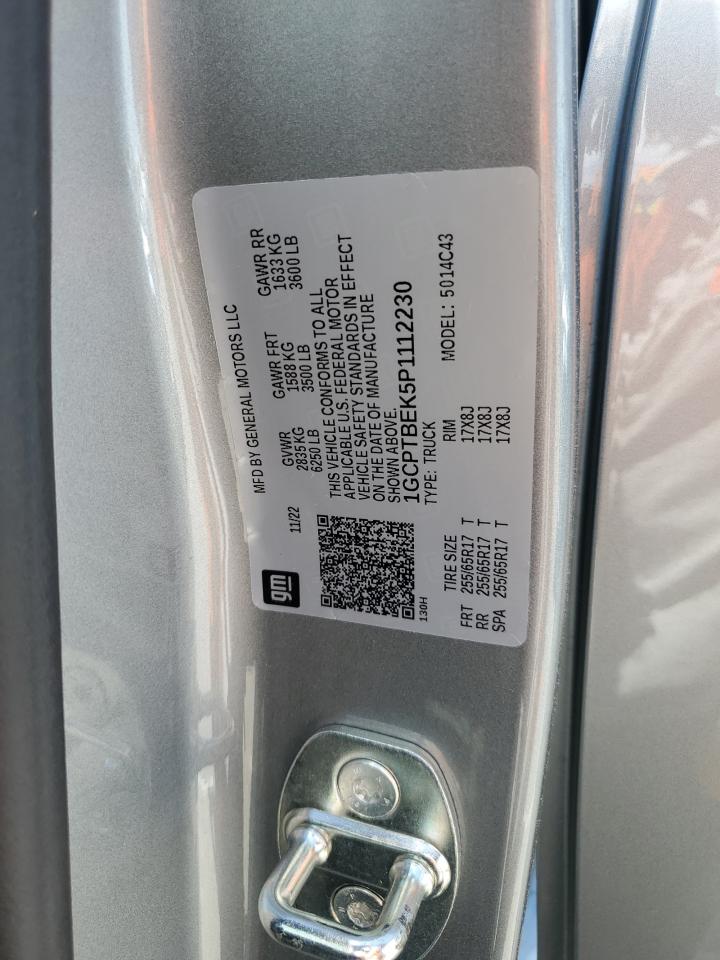 MFD BY GENERAL MOTORS LLC
gm
11/22
GVWR GAWR FRT GAWR RR
2835 KG 1588 KG 1633 KG
6250 LB 3500 LB 3600 LB
THIS VEHICLE CONFORMS TO ALL
APPLICABLE U.S. FEDERAL MOTOR
VEHICLE SAFETY STANDARDS IN EFFECT
ON THE DATE OF MANUFACTURE
SHOWN ABOVE.
1GCPTBEK5P1112230
130H
TYPE: TRUCK MODEL: 5014C43
TIRE SIZE RIM
FRT 255/65R17 T 17X8J
RR 255/65R17 T 17X8J
SPA 255/65R17 T 17X8J